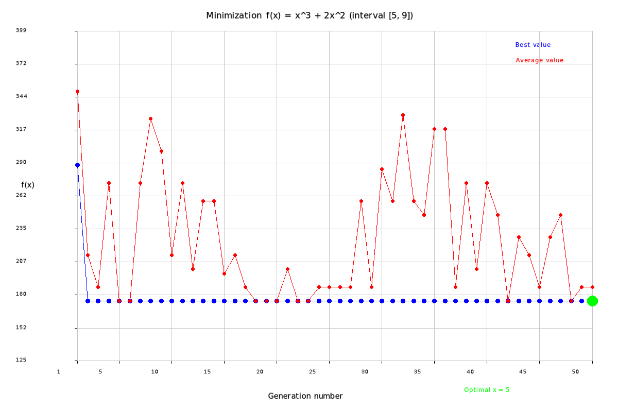 Minimization f(x) = x^3 + 2x^2 (interval [5, 9])
399
Best value
372
Average value
344
317
290
f(x)
262
235
207
180
152
125
1 5 10 15 20 25 30 35 40 45 50
Optimal x = 5
Generation number